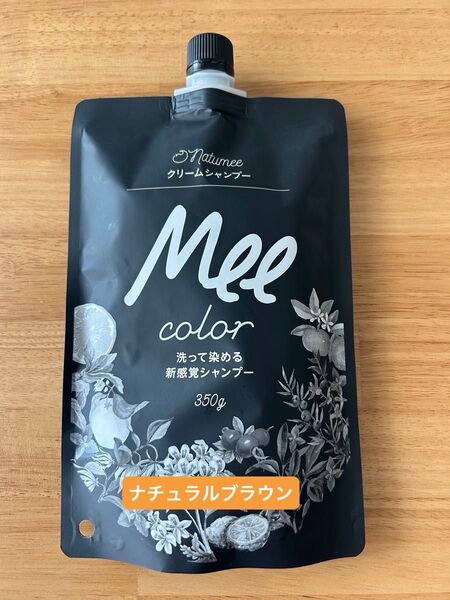 Natumee
クリームシャンプー
Mee
color
洗って染める
新感覚シャンプー
350g
ナチュラルブラウン